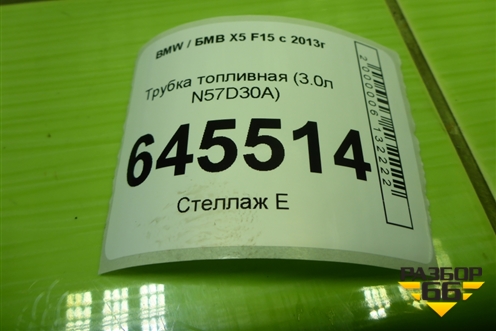 BMW / БМВ X5 F15 с 2013г
Трубка топливная (3.0л
N57D30A)
645514
Стеллаж Е
2000006132222
РАЗБОР
66